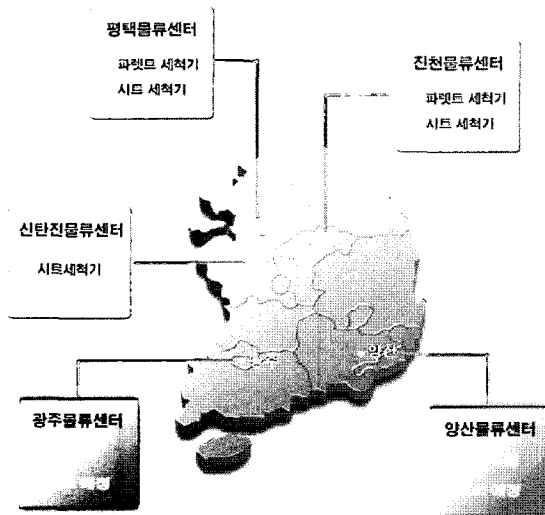 평택물류센터
파렛트 세척기
시트 세척기
진천물류센터
파렛트 세척기
시트 세척기
신탄진물류센터
시트세척기
양산
광주물류센터
양산물류센터